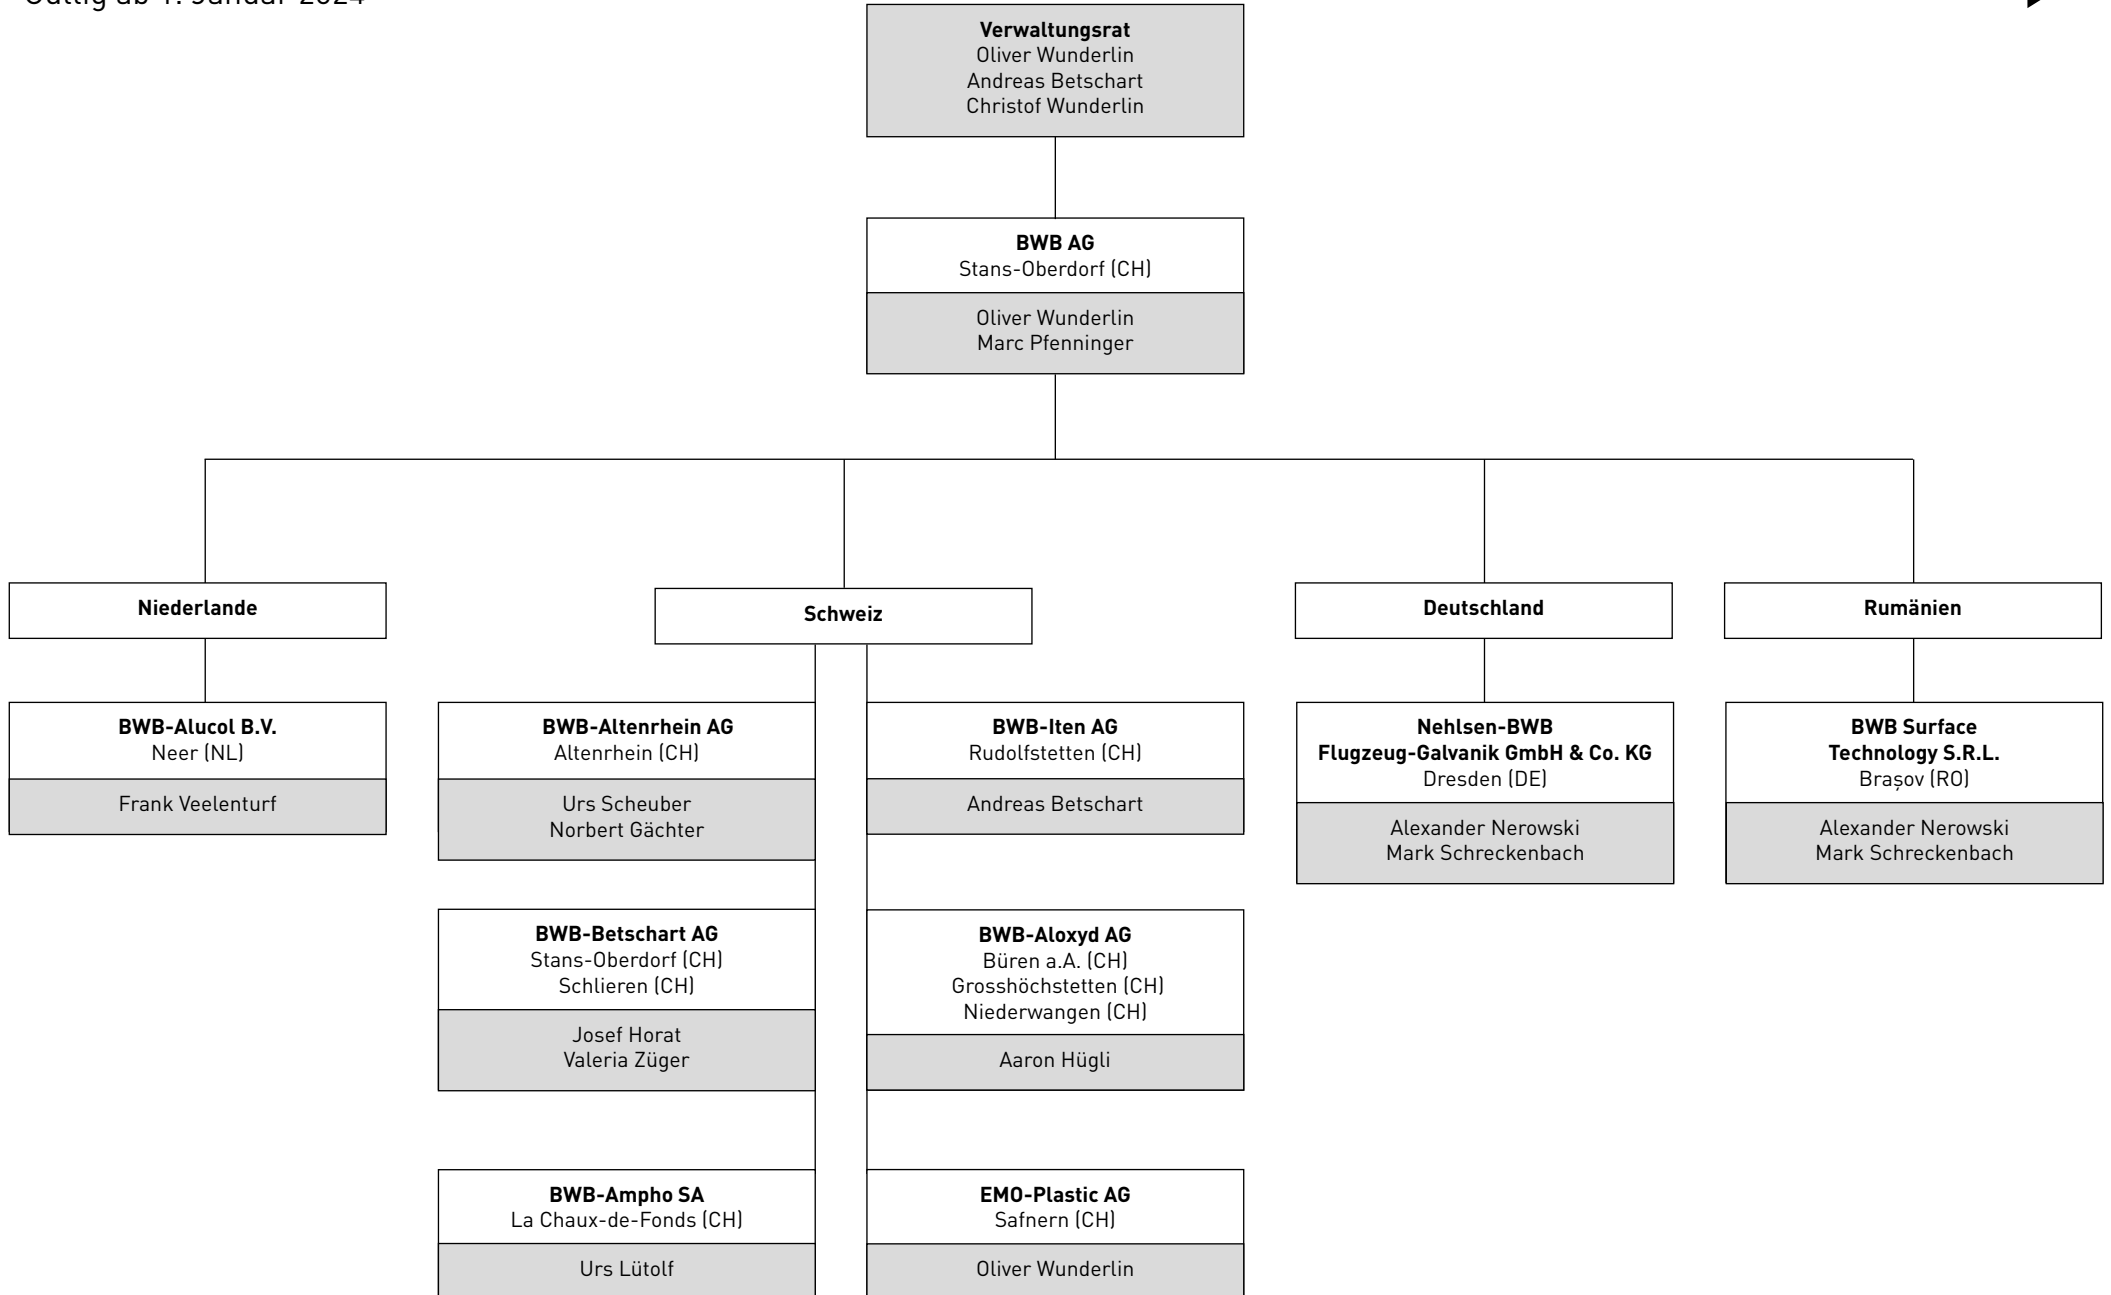 Gültig ab 1. Januar 2024
Verwaltungsrat
Oliver Wunderlin
Andreas Betschart
Christof Wunderlin
BWB AG
Stans-Oberdorf (CH)
Oliver Wunderlin
Marc Pfenninger
Niederlande
Schweiz
Deutschland
Rumänien
BWB-Alucol B.V.
Neer (NL)
Frank Veelenturf
BWB-Altenrhein AG
Altenrhein (CH)
Urs Scheuber
Norbert Gächter
BWB-Iten AG
Rudolfstetten (CH)
Andreas Betschart
Nehlsen-BWB
Flugzeug-Galvanik GmbH & Co. KG
Dresden (DE)
Alexander Nerowski
Mark Schreckenbach
BWB Surface
Technology S.R.L.
Brașov (RO)
Alexander Nerowski
Mark Schreckenbach
BWB-Betschart AG
Stans-Oberdorf (CH)
Schlieren (CH)
Josef Horat
Valeria Züger
BWB-Aloxyd AG
Büren a.A. (CH)
Grosshöchstetten (CH)
Niederwangen (CH)
Aaron Hügli
BWB-Ampho SA
La Chaux-de-Fonds (CH)
Urs Lütolf
EMO-Plastic AG
Safnern (CH)
Oliver Wunderlin